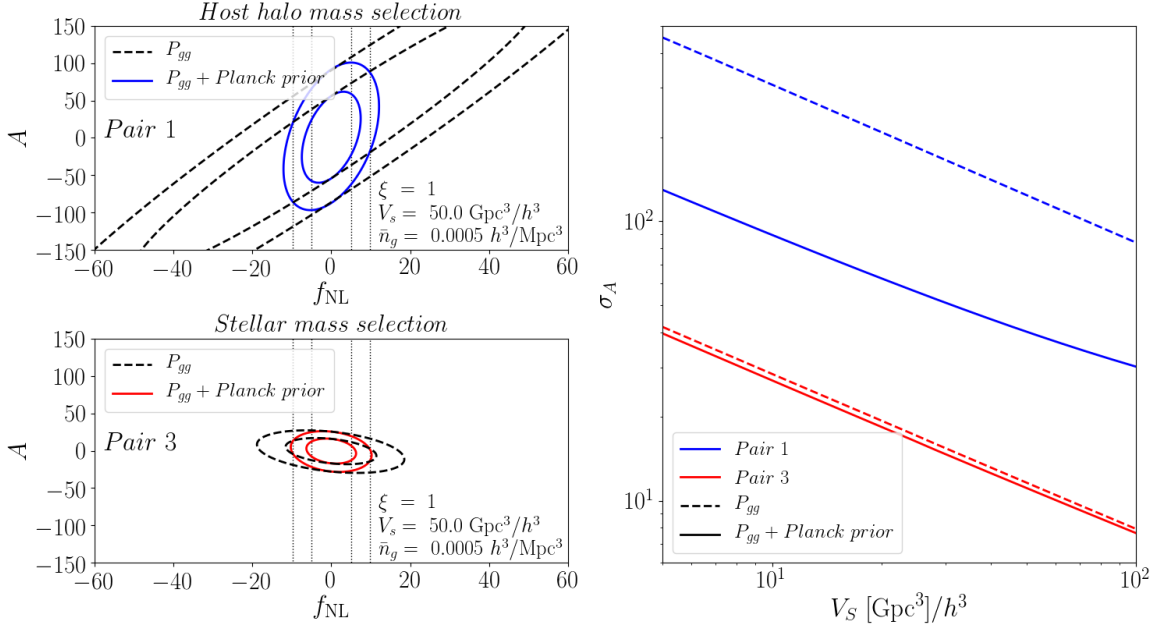 Host halo mass selection
150
100
50
0
−50
−100
−150
A
P_gg
P_gg + Planck prior
Pair 1
ξ = 1
V_s = 50.0 Gpc³/h³
n̄_g = 0.0005 h³/Mpc³
−60 −40 −20 0 20 40 60
f_NL
Stellar mass selection
150
100
50
0
−50
−100
−150
A
P_gg
P_gg + Planck prior
Pair 3
ξ = 1
V_s = 50.0 Gpc³/h³
n̄_g = 0.0005 h³/Mpc³
−60 −40 −20 0 20 40 60
f_NL
σ_A
10²
10¹
Pair 1
Pair 3
P_gg
P_gg + Planck prior
10¹ 10²
V_S [Gpc³]/h³